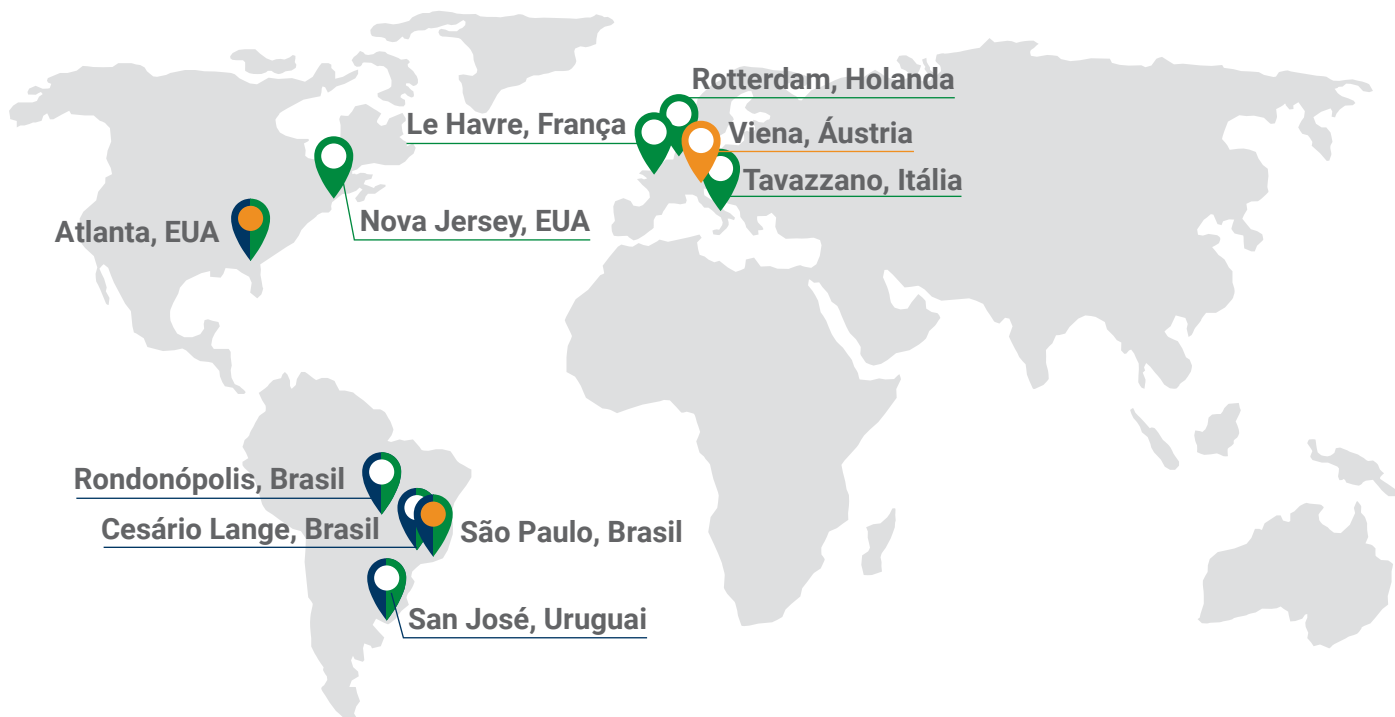 Rotterdam, Holanda
Le Havre, França
Viena, Áustria
Tavazzano, Itália
Nova Jersey, EUA
Atlanta, EUA
Rondonópolis, Brasil
Cesário Lange, Brasil
São Paulo, Brasil
San José, Uruguai